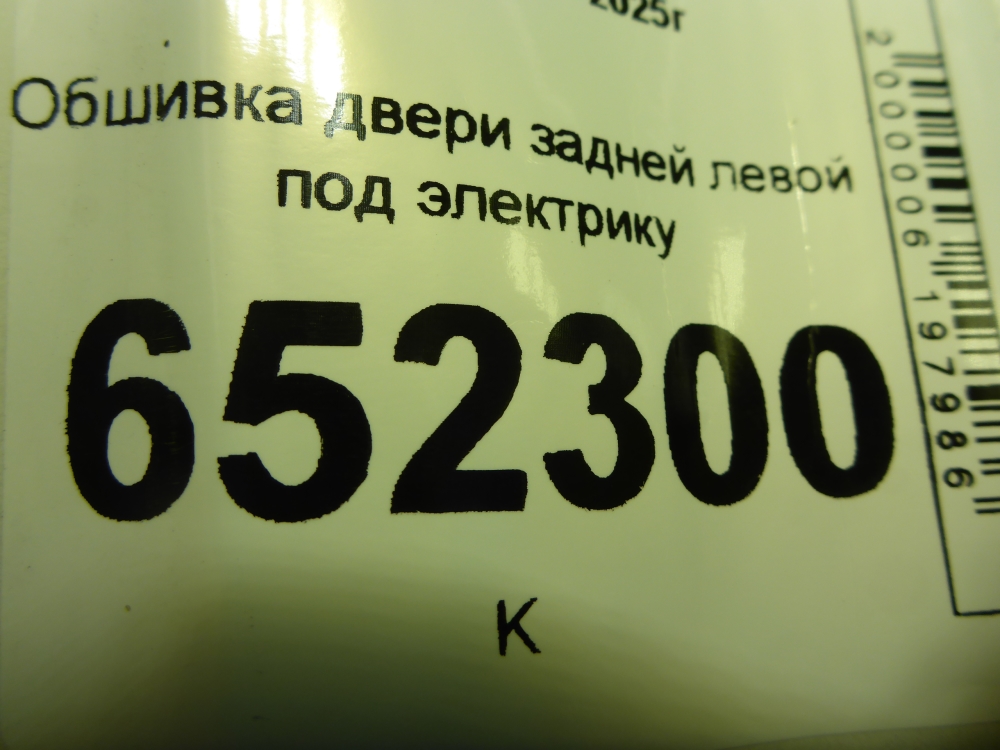 2025г
Обшивка двери задней левой
под электрику
652300
К
2000006197986